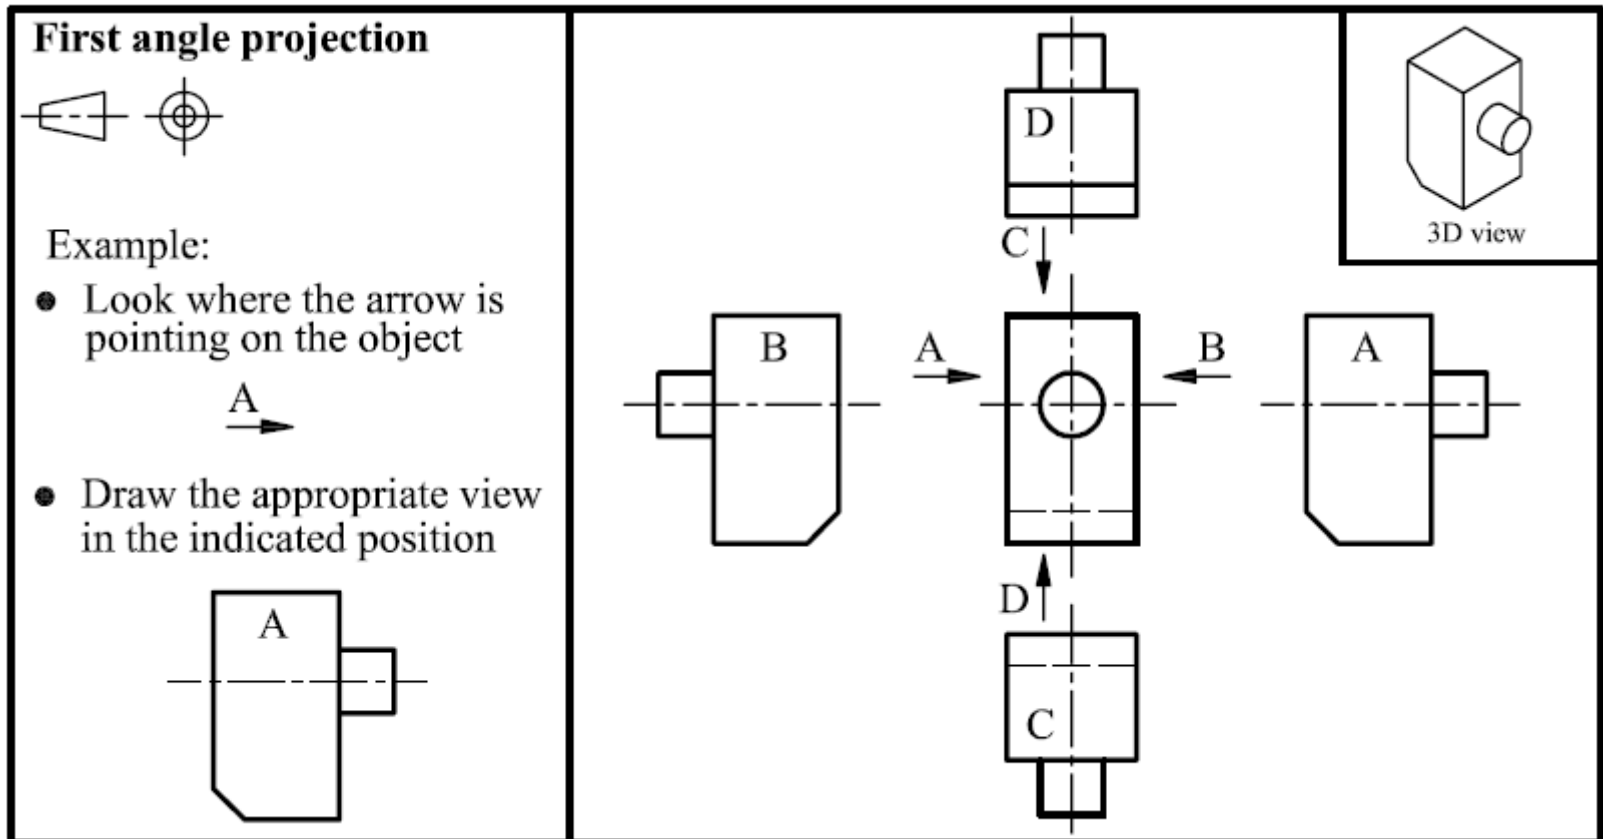 First angle projection
Example:
● Look where the arrow is
pointing on the object
A
● Draw the appropriate view
in the indicated position
A
D
C
B
A
B
A
D
C
3D view